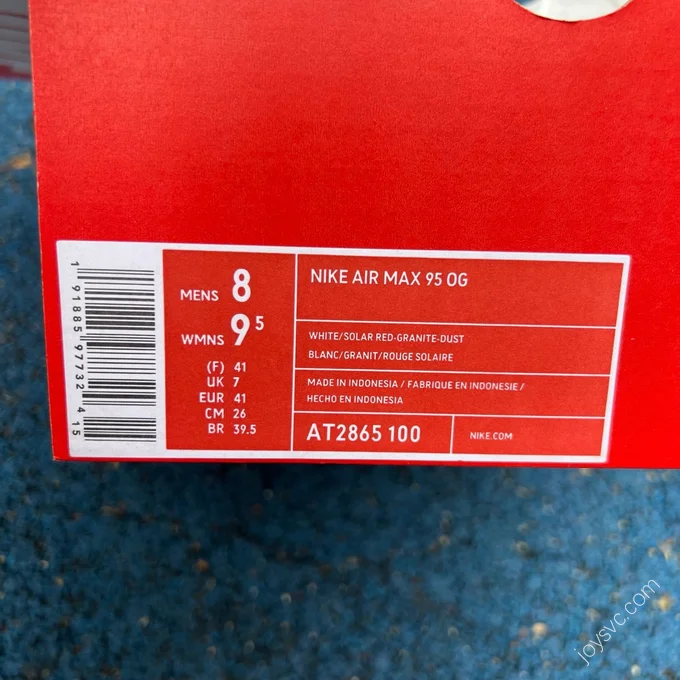 1 91885 97732 4 15
MENS 8
WMNS 9 5
(F) 41
UK 7
EUR 41
CM 26
BR 39.5
NIKE AIR MAX 95 OG
WHITE/SOLAR RED-GRANITE-DUST
BLANC/GRANIT/ROUGE SOLAIRE
MADE IN INDONESIA / FABRIQUE EN INDONESIE /
HECHO EN INDONESIA
AT2865 100
NIKE.COM
joysvc.com